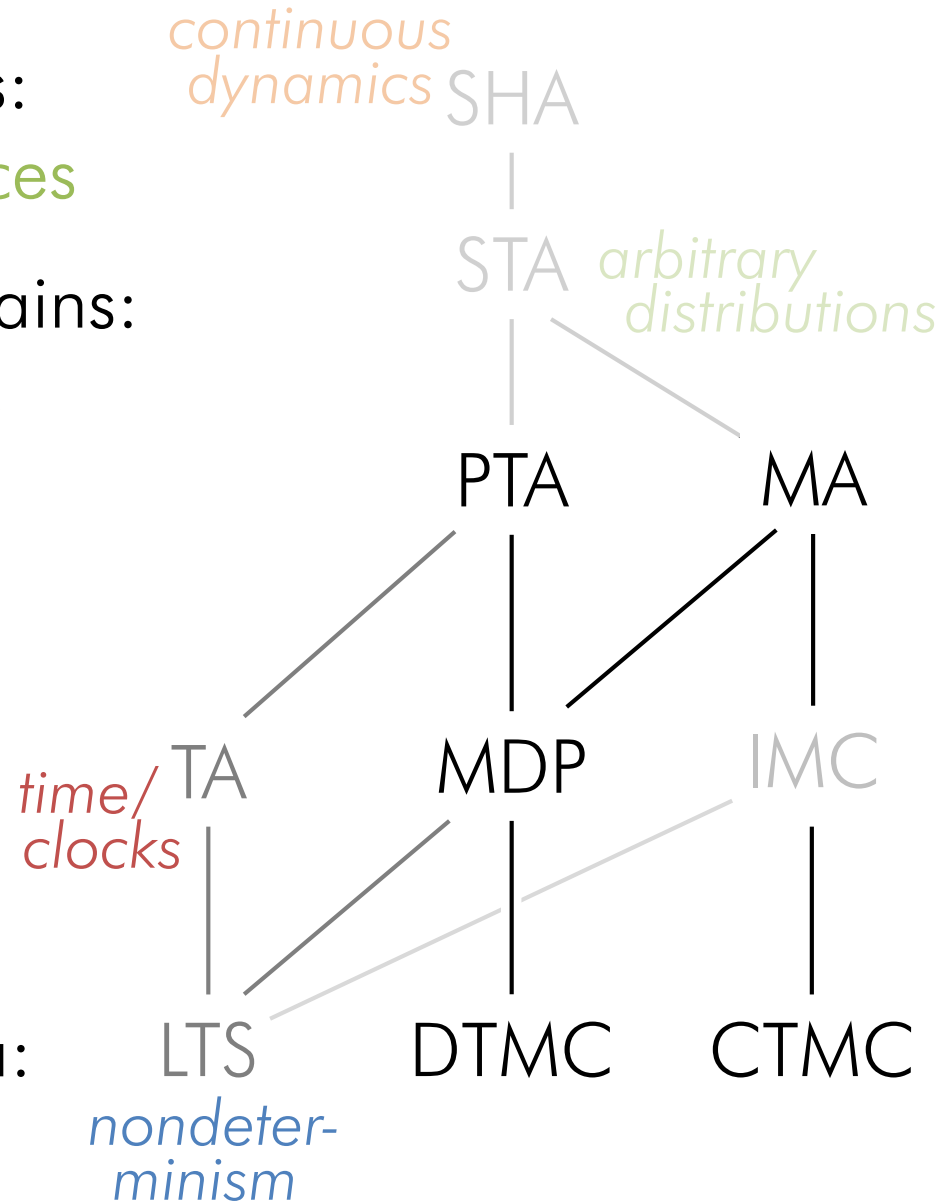 continuous
dynamics SHA
s:
ces
STA arbitrary
distributions
ains:
PTA MA
time/ TA MDP IMC
clocks
LTS DTMC CTMC
nondeter-
minism